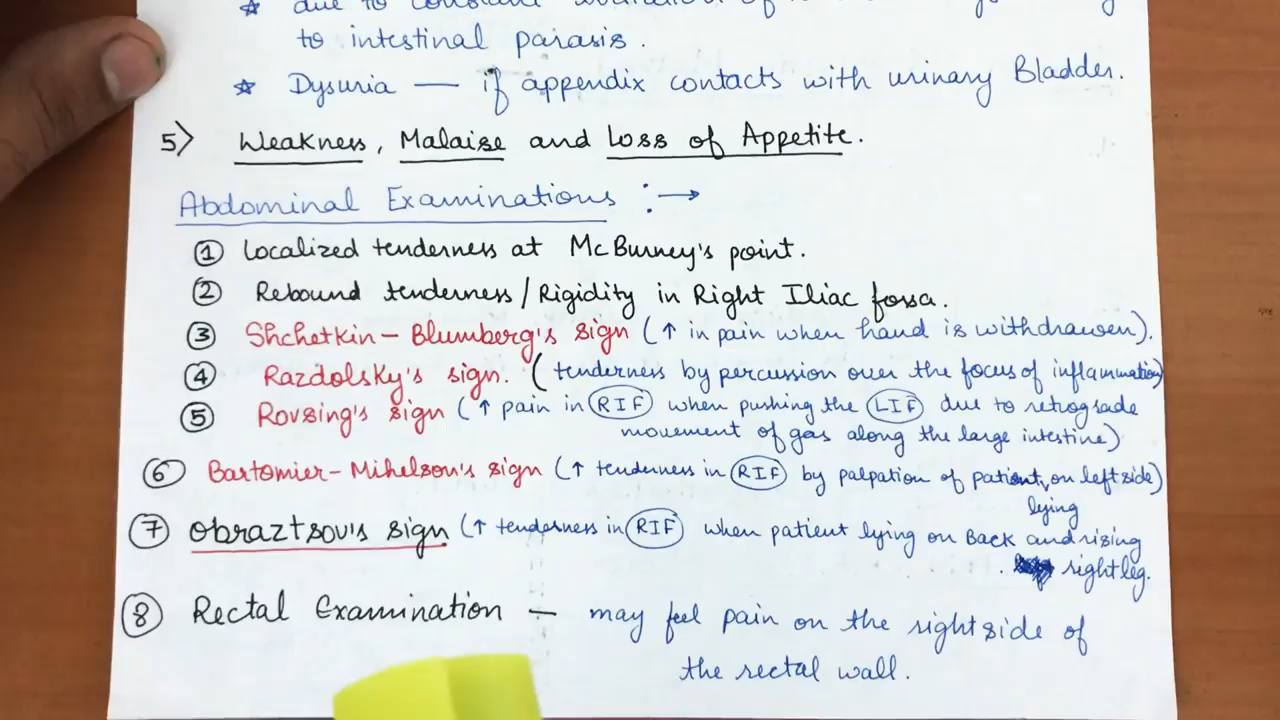 ☆ due to constant
to intestinal parasis.
☆ Dysuria — if appendix contacts with urinary Bladder.
5> Weakness, Malaise and Loss of Appetite.
Abdominal Examinations :→
① Localized tenderness at McBurney's point.
② Rebound tenderness/Rigidity in Right Iliac fossa.
③ Shchetkin-Blumberg's sign (↑ in pain when hand is withdrawen).
④ Razdolsky's sign. (tenderness by percussion over the focus of inflammation)
⑤ Rovsing's sign (↑ pain in RIF when pushing the LIF due to retrogade
movement of gas along the large intestine)
⑥ Bartomier-Mihelson's sign (↑ tenderness in RIF by palpation of patient, on left side)
lying
⑦ Obraztsov's sign (↑ tenderness in RIF when patient lying on Back and rising
right leg.
⑧ Rectal Examination — may feel pain on the right side of
the rectal wall.